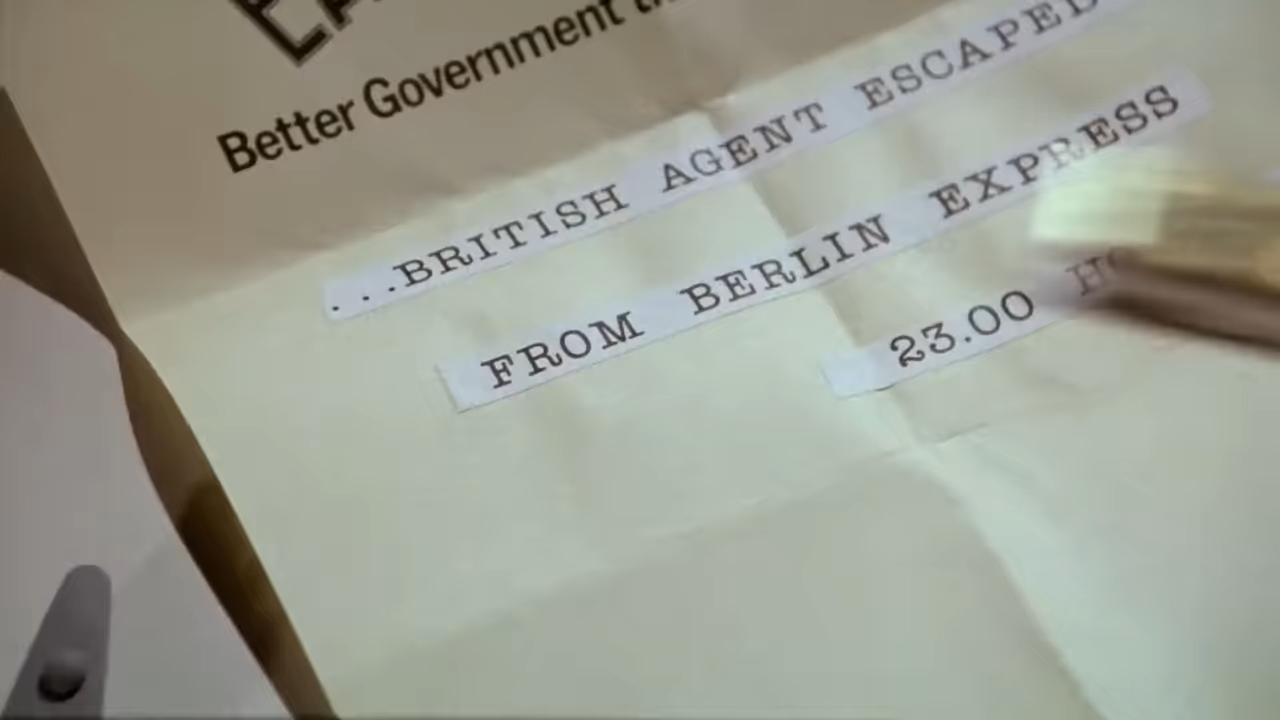 Better Government
...BRITISH AGENT ESCAPED
FROM BERLIN EXPRESS
23.00